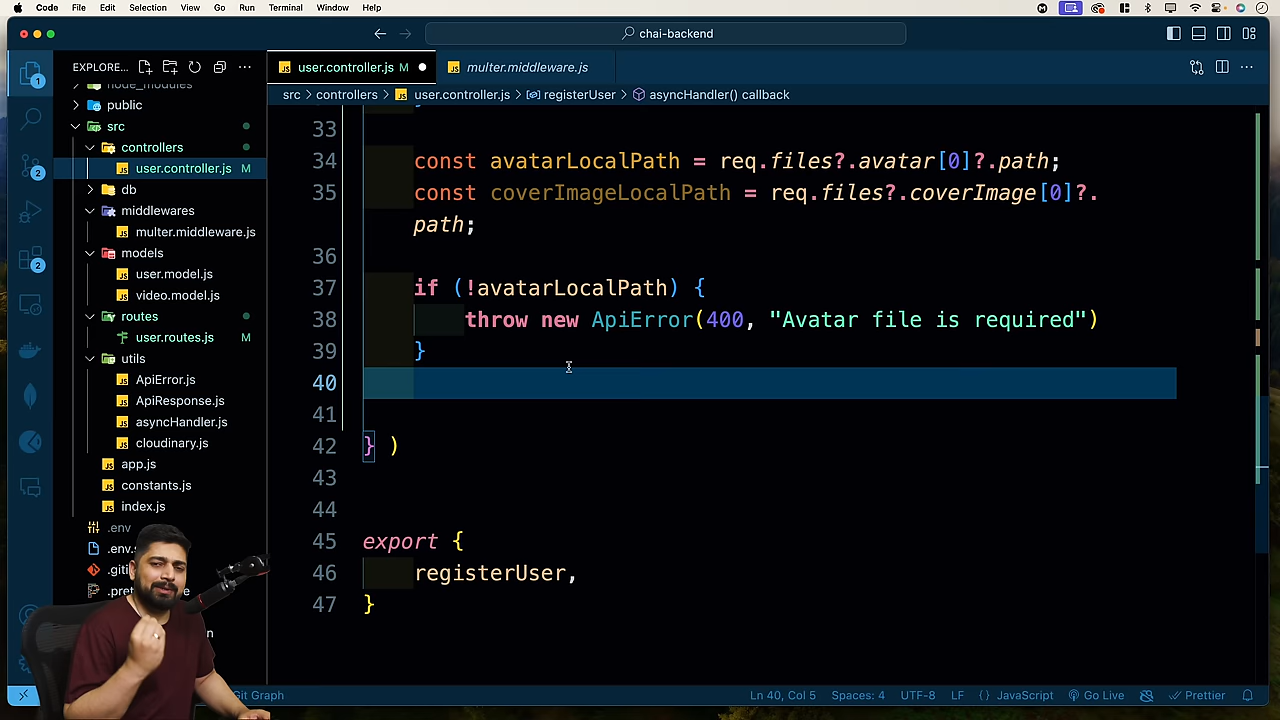 Code File Edit Selection View Go Run Terminal Window Help
chai-backend
EXPLORE...
user.controller.js M
multer.middleware.js
src > controllers > user.controller.js > registerUser > asyncHandler() callback
node_modules
public
src
controllers
user.controller.js M
db
middlewares
multer.middleware.js
models
user.model.js
video.model.js
routes
user.routes.js M
utils
ApiError.js
ApiResponse.js
asyncHandler.js
cloudinary.js
app.js
constants.js
index.js
.env
1
2
2
33
34 const avatarLocalPath = req.files?.avatar[0]?.path;
35 const coverImageLocalPath = req.files?.coverImage[0]?.
path;
36
37 if (!avatarLocalPath) {
38 throw new ApiError(400, "Avatar file is required")
39 }
40
41
42 } )
43
44
45 export {
46 registerUser,
47 }
Git Graph
Ln 40, Col 5 Spaces: 4 UTF-8 LF {} JavaScript Go Live Prettier